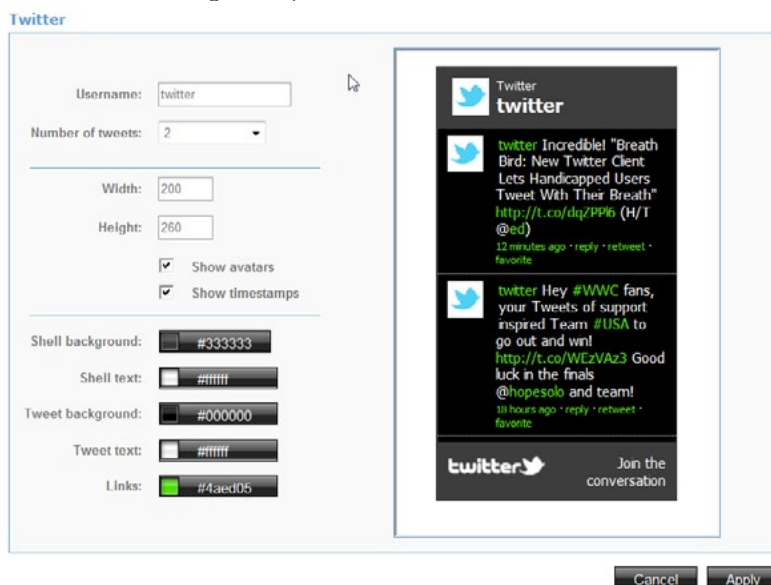 Twitter
Username: twitter
Number of tweets: 2
Width: 200
Height: 260
Show avatars
Show timestamps
Shell background: #333333
Shell text: #ffffff
Tweet background: #000000
Tweet text: #ffffff
Links: #4aed05
Twitter
twitter
twitter Incredible! "Breath
Bird: New Twitter Client
Lets Handicapped Users
Tweet With Their Breath"
http://t.co/dqZPPl6 (H/T
@ed)
12 minutes ago · reply · retweet ·
favorite
twitter Hey #WWC fans,
your Tweets of support
inspired Team #USA to
go out and win!
http://t.co/WEzVAz3 Good
luck in the finals
@hopesolo and team!
18 hours ago · reply · retweet ·
favorite
twitter
Join the
conversation
Cancel Apply